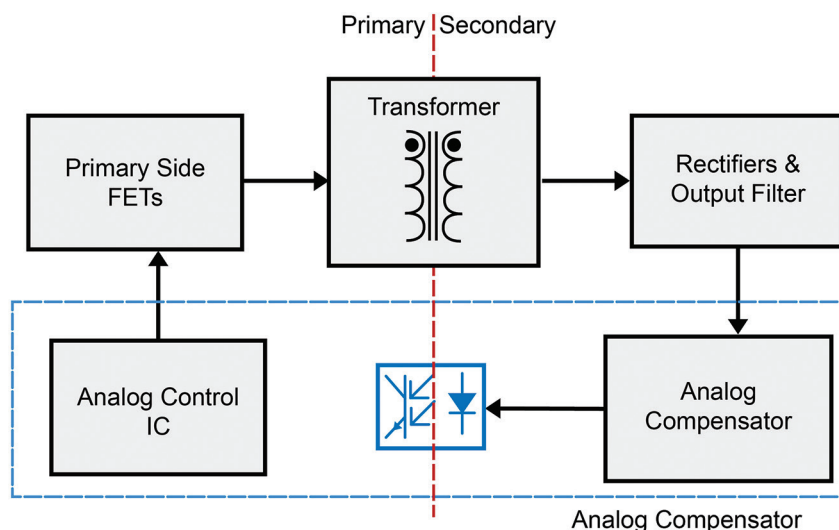 Primary Secondary
Transformer
Primary Side
FETs
Rectifiers &
Output Filter
Analog Control
IC
Analog
Compensator
Analog Compensator